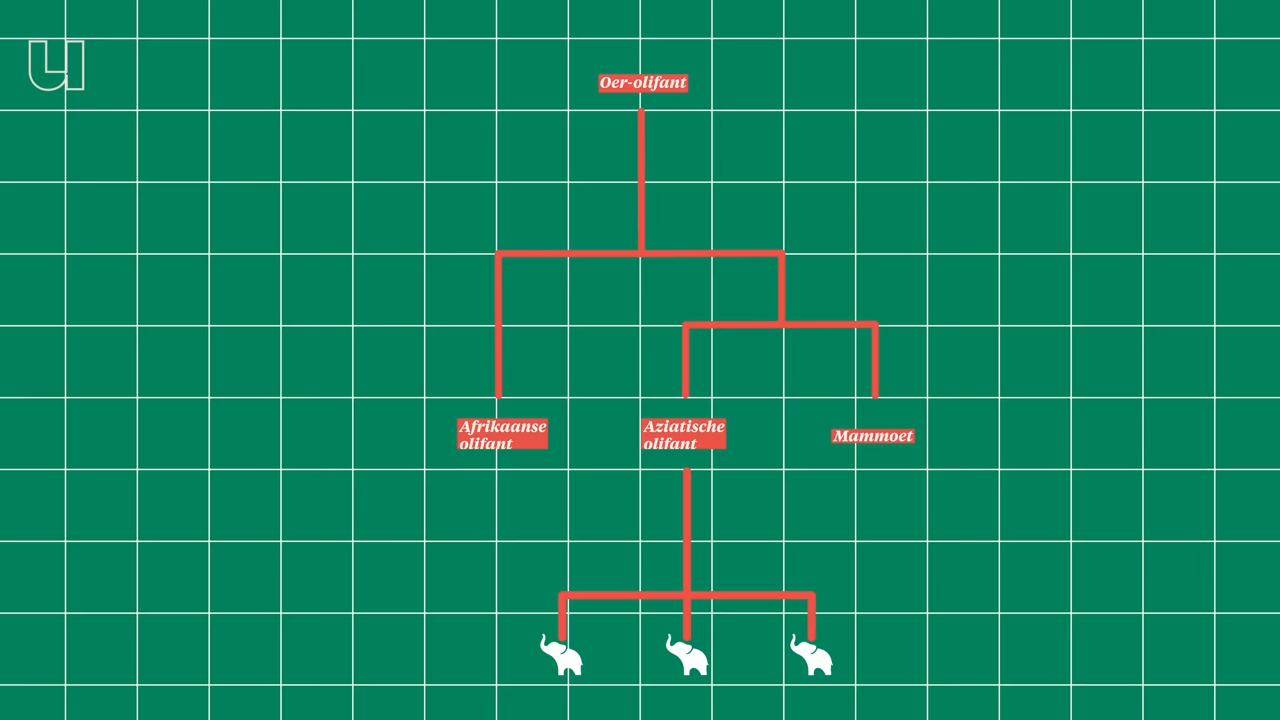 u
Oer-olifant
Afrikaanse
olifant
Aziatische
olifant
Mammoet